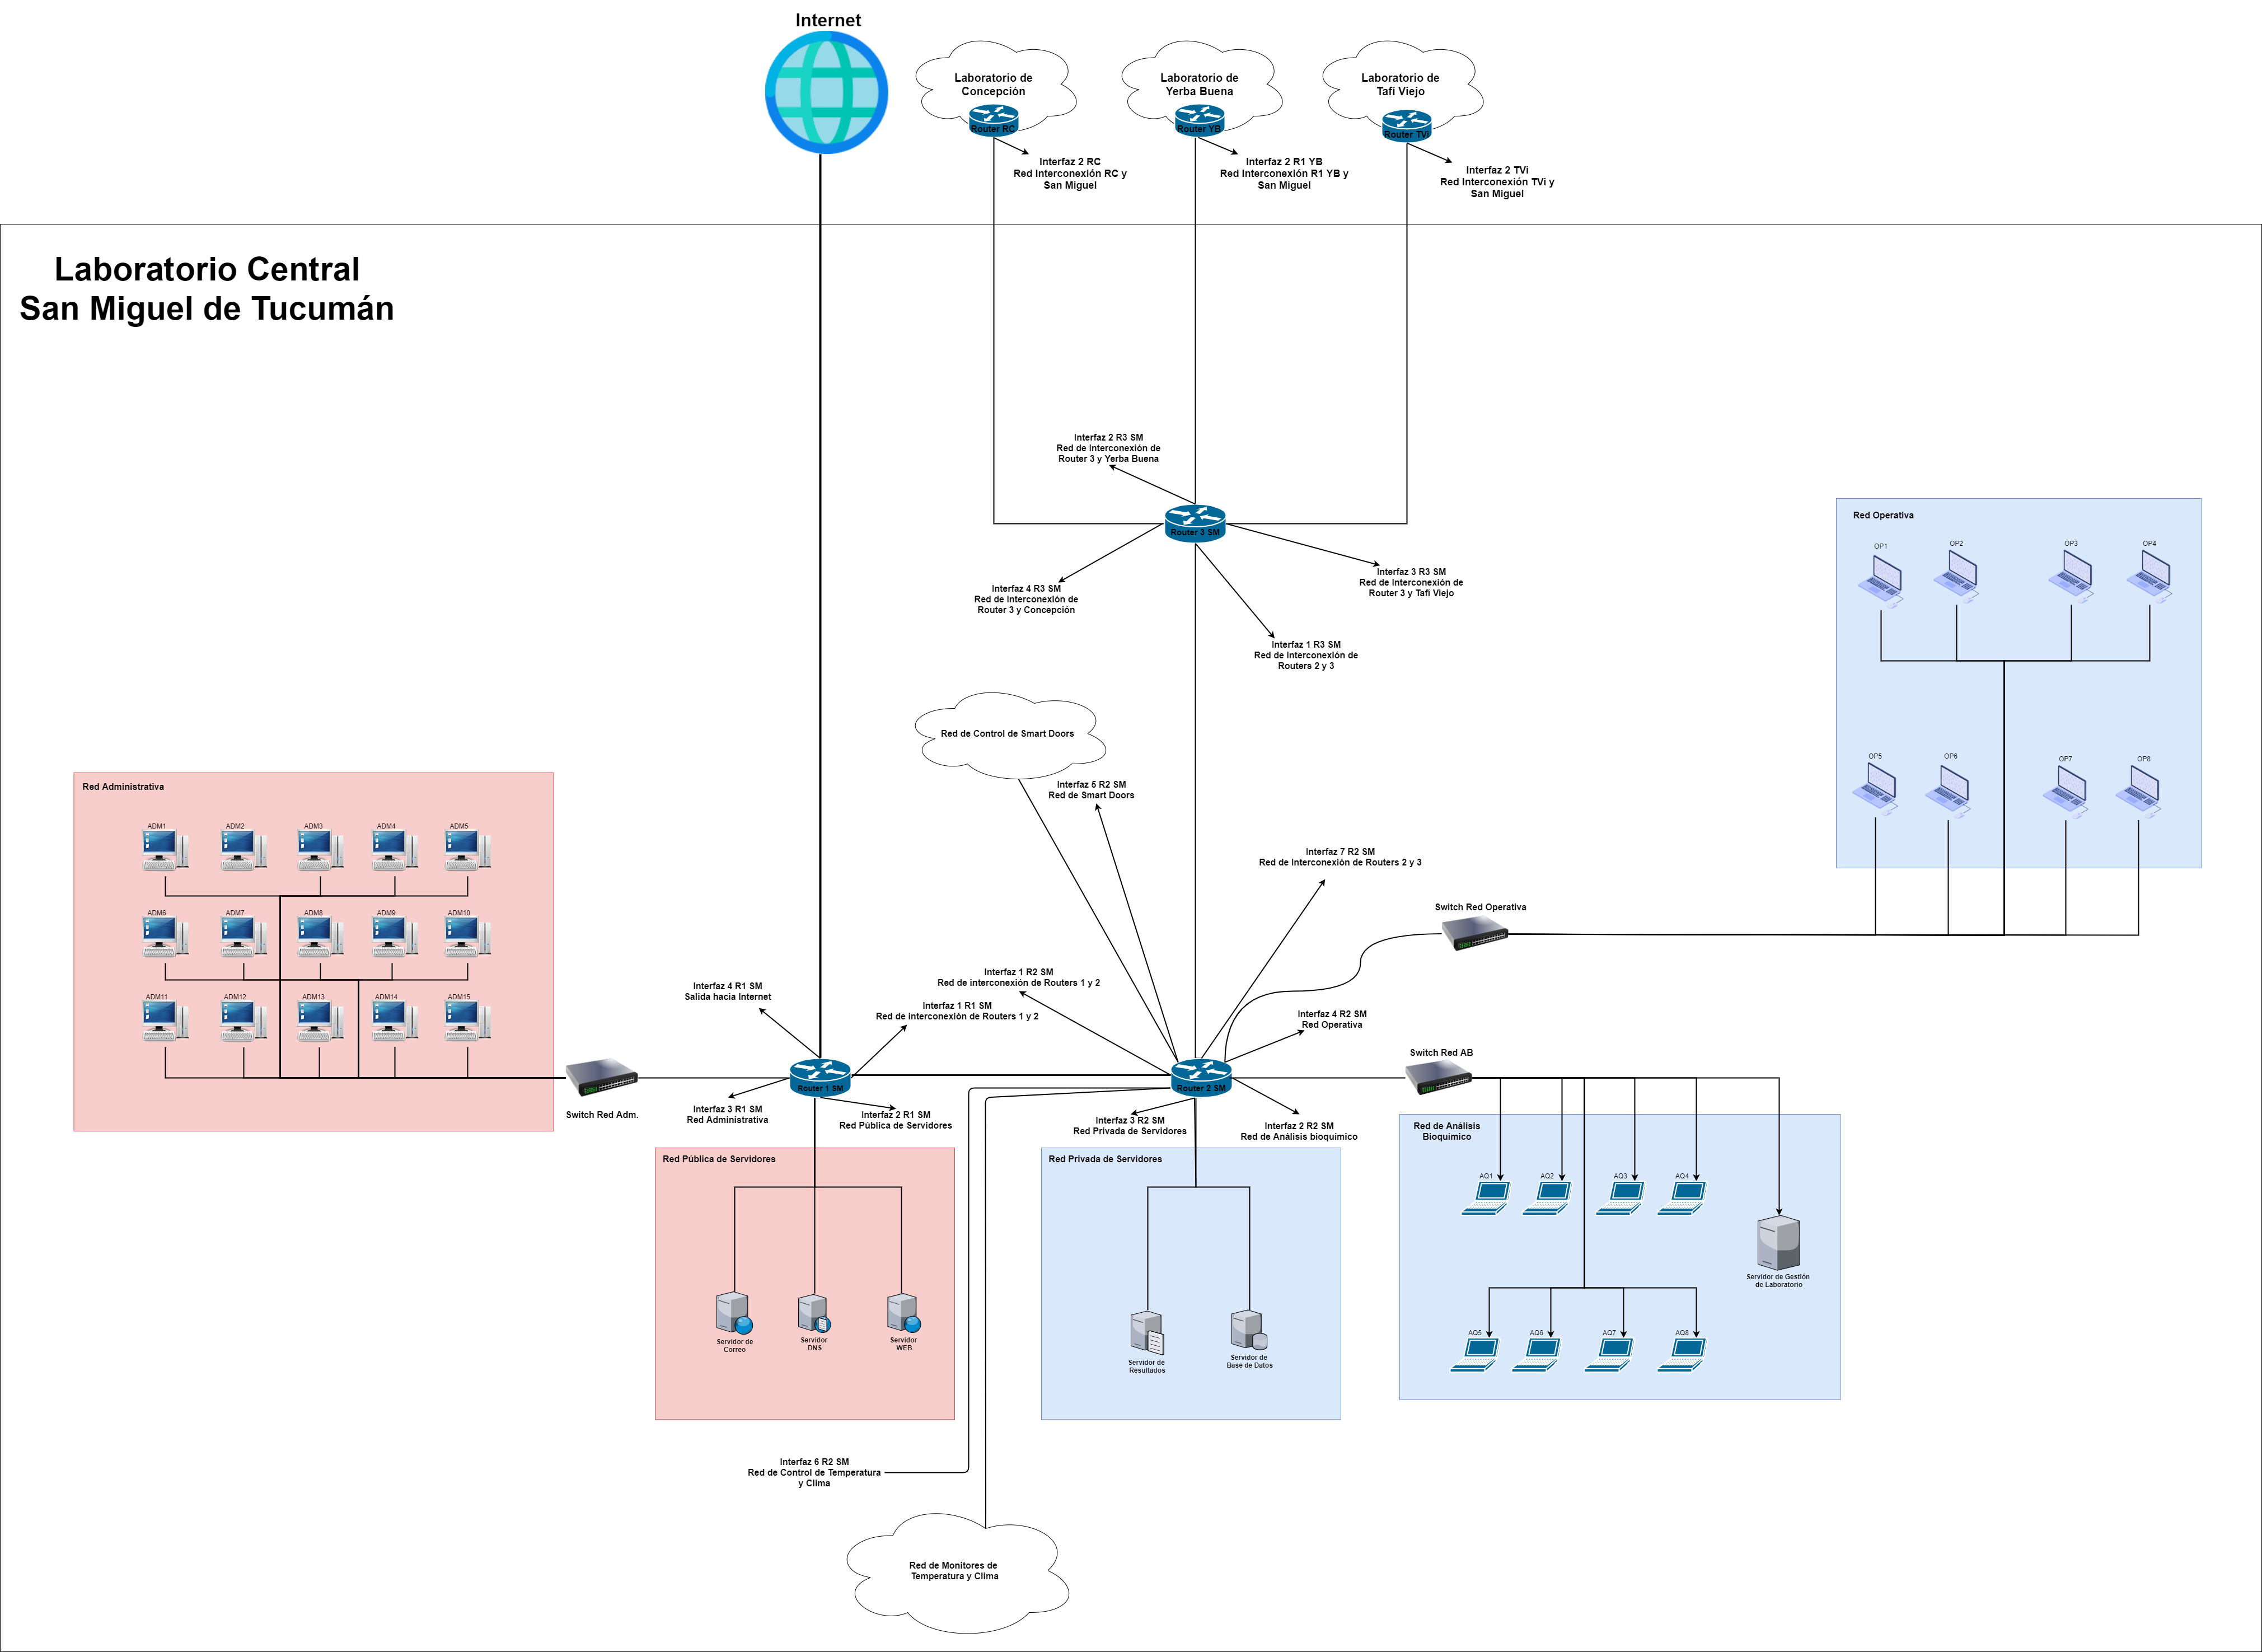 Internet
Laboratorio de
Concepción
Router RC
Laboratorio de
Yerba Buena
Router YB
Laboratorio de
Tafi Viejo
Router TVi
Interfaz 2 RC
Red Interconexión RC y
San Miguel
Interfaz 2 R1 YB
Red Interconexión R1 YB y
San Miguel
Interfaz 2 TVi
Red Interconexión TVi y
San Miguel
Laboratorio Central
San Miguel de Tucumán
Interfaz 2 R3 SM
Red de Interconexión de
Router 3 y Yerba Buena
Router 3 SM
Interfaz 4 R3 SM
Red de Interconexión de
Router 3 y Concepción
Interfaz 3 R3 SM
Red de Interconexión de
Router 3 y Tafi Viejo
Interfaz 1 R3 SM
Red de Interconexión de
Routers 2 y 3
Red Operativa
OP1
OP2
OP3
OP4
OP5
OP6
OP7
OP8
Red de Control de Smart Doors
Interfaz 5 R2 SM
Red de Smart Doors
Interfaz 7 R2 SM
Red de Interconexión de Routers 2 y 3
Switch Red Operativa
Red Administrativa
ADM1
ADM2
ADM3
ADM4
ADM5
ADM6
ADM7
ADM8
ADM9
ADM10
ADM11
ADM12
ADM13
ADM14
ADM15
Switch Red Adm.
Interfaz 4 R1 SM
Salida hacia Internet
Interfaz 1 R2 SM
Red de interconexión de Routers 1 y 2
Interfaz 1 R1 SM
Red de interconexión de Routers 1 y 2
Interfaz 4 R2 SM
Red Operativa
Switch Red AB
Router 1 SM
Router 2 SM
Interfaz 3 R1 SM
Red Administrativa
Interfaz 2 R1 SM
Red Pública de Servidores
Interfaz 3 R2 SM
Red Privada de Servidores
Interfaz 2 R2 SM
Red de Análisis bioquimico
Red Pública de Servidores
Servidor de
Correo
Servidor
DNS
Servidor
WEB
Red Privada de Servidores
Servidor de
Resultados
Servidor de
Base de Datos
Red de Análisis
Bioquimico
AQ1
AQ2
AQ3
AQ4
Servidor de Gestión
de Laboratorio
AQ5
AQ6
AQ7
AQ8
Interfaz 6 R2 SM
Red de Control de Temperatura
y Clima
Red de Monitores de
Temperatura y Clima